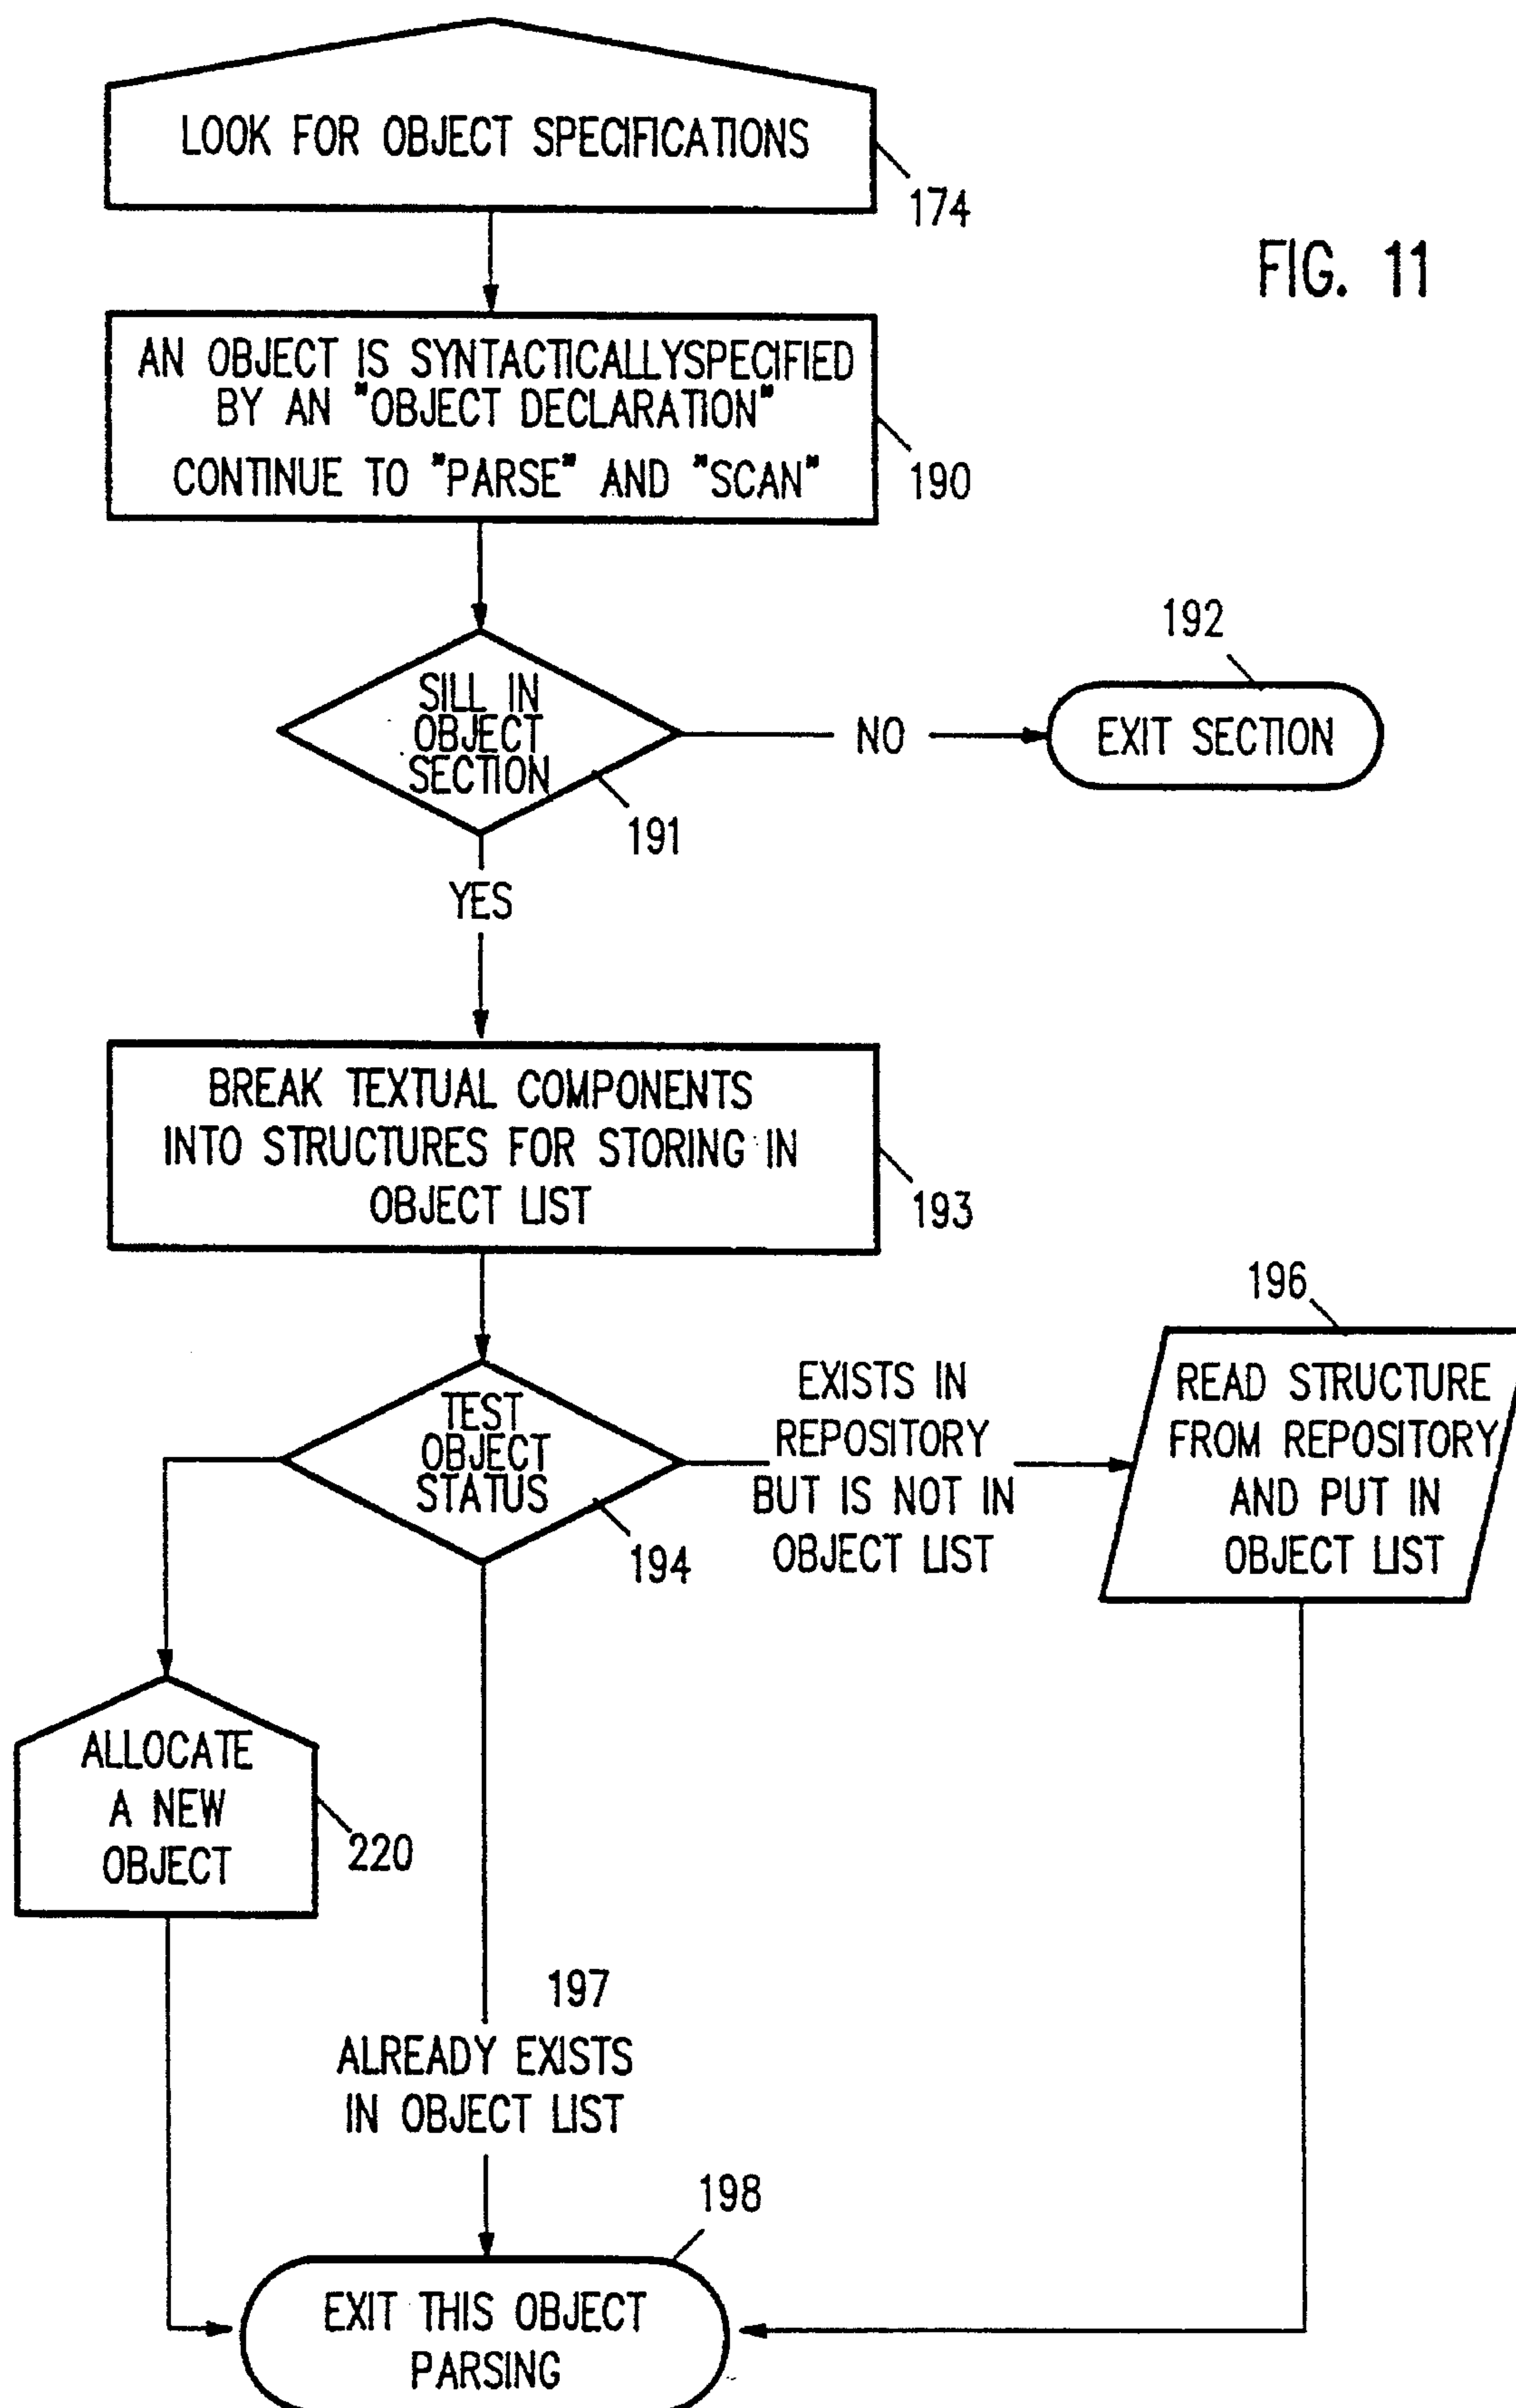 LOOK FOR OBJECT SPECIFICATIONS
174
FIG. 11
AN OBJECT IS SYNTACTICALLYSPECIFIED
BY AN "OBJECT DECLARATION"
CONTINUE TO "PARSE" AND "SCAN"
190
SILL IN
OBJECT
SECTION
191
NO
192
EXIT SECTION
YES
BREAK TEXTUAL COMPONENTS
INTO STRUCTURES FOR STORING IN
OBJECT LIST
193
TEST
OBJECT
STATUS
194
EXISTS IN
REPOSITORY
BUT IS NOT IN
OBJECT LIST
196
READ STRUCTURE
FROM REPOSITORY
AND PUT IN
OBJECT LIST
ALLOCATE
A NEW
OBJECT
220
197
ALREADY EXISTS
IN OBJECT LIST
198
EXIT THIS OBJECT
PARSING